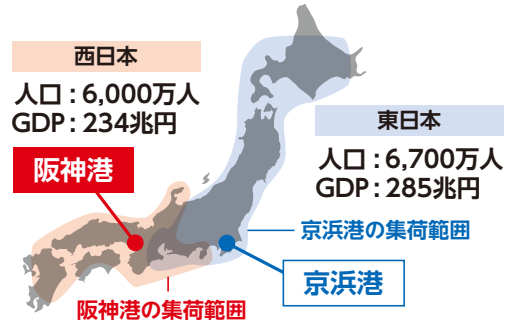 西日本
人口：6,000万人
GDP：234兆円
阪神港
東日本
人口：6,700万人
GDP：285兆円
京浜港の集荷範囲
京浜港
阪神港の集荷範囲